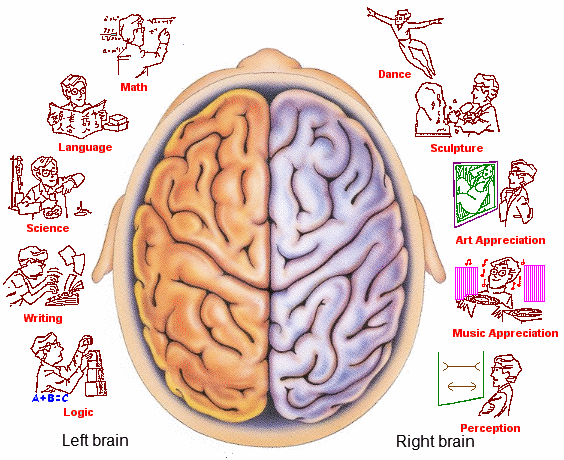 Math
Language
Science
Writing
A+B=C
Logic
Left brain
Dance
Sculpture
Art Appreciation
Music Appreciation
Perception
Right brain